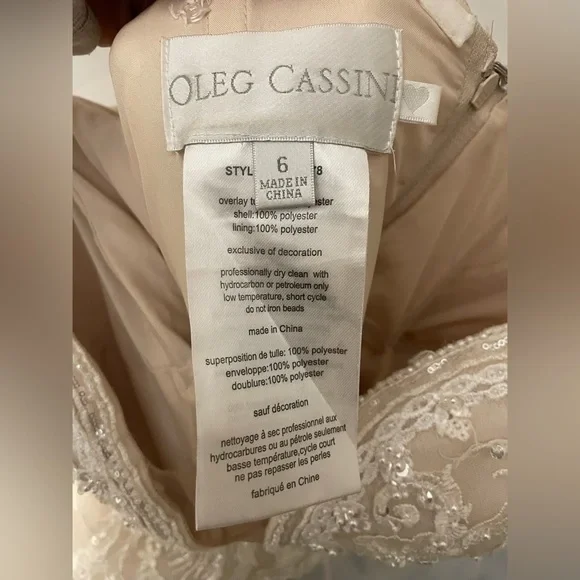 OLEG CASSINI
6
MADE IN
CHINA
78
shell:100% polyester
lining:100% polyester
exclusive of decoration
professionally dry clean with
hydrocarbon or petroleum only
low temperature, short cycle
do not iron beads
made in China
superposition de tulle: 100% polyester
enveloppe:100% polyester
doublure:100% polyester
sauf décoration
nettoyage à sec professionnel aux
hydrocarbures ou au pétrole seulement
basse température,cycle court
ne pas repasser les perles
fabriqué en Chine